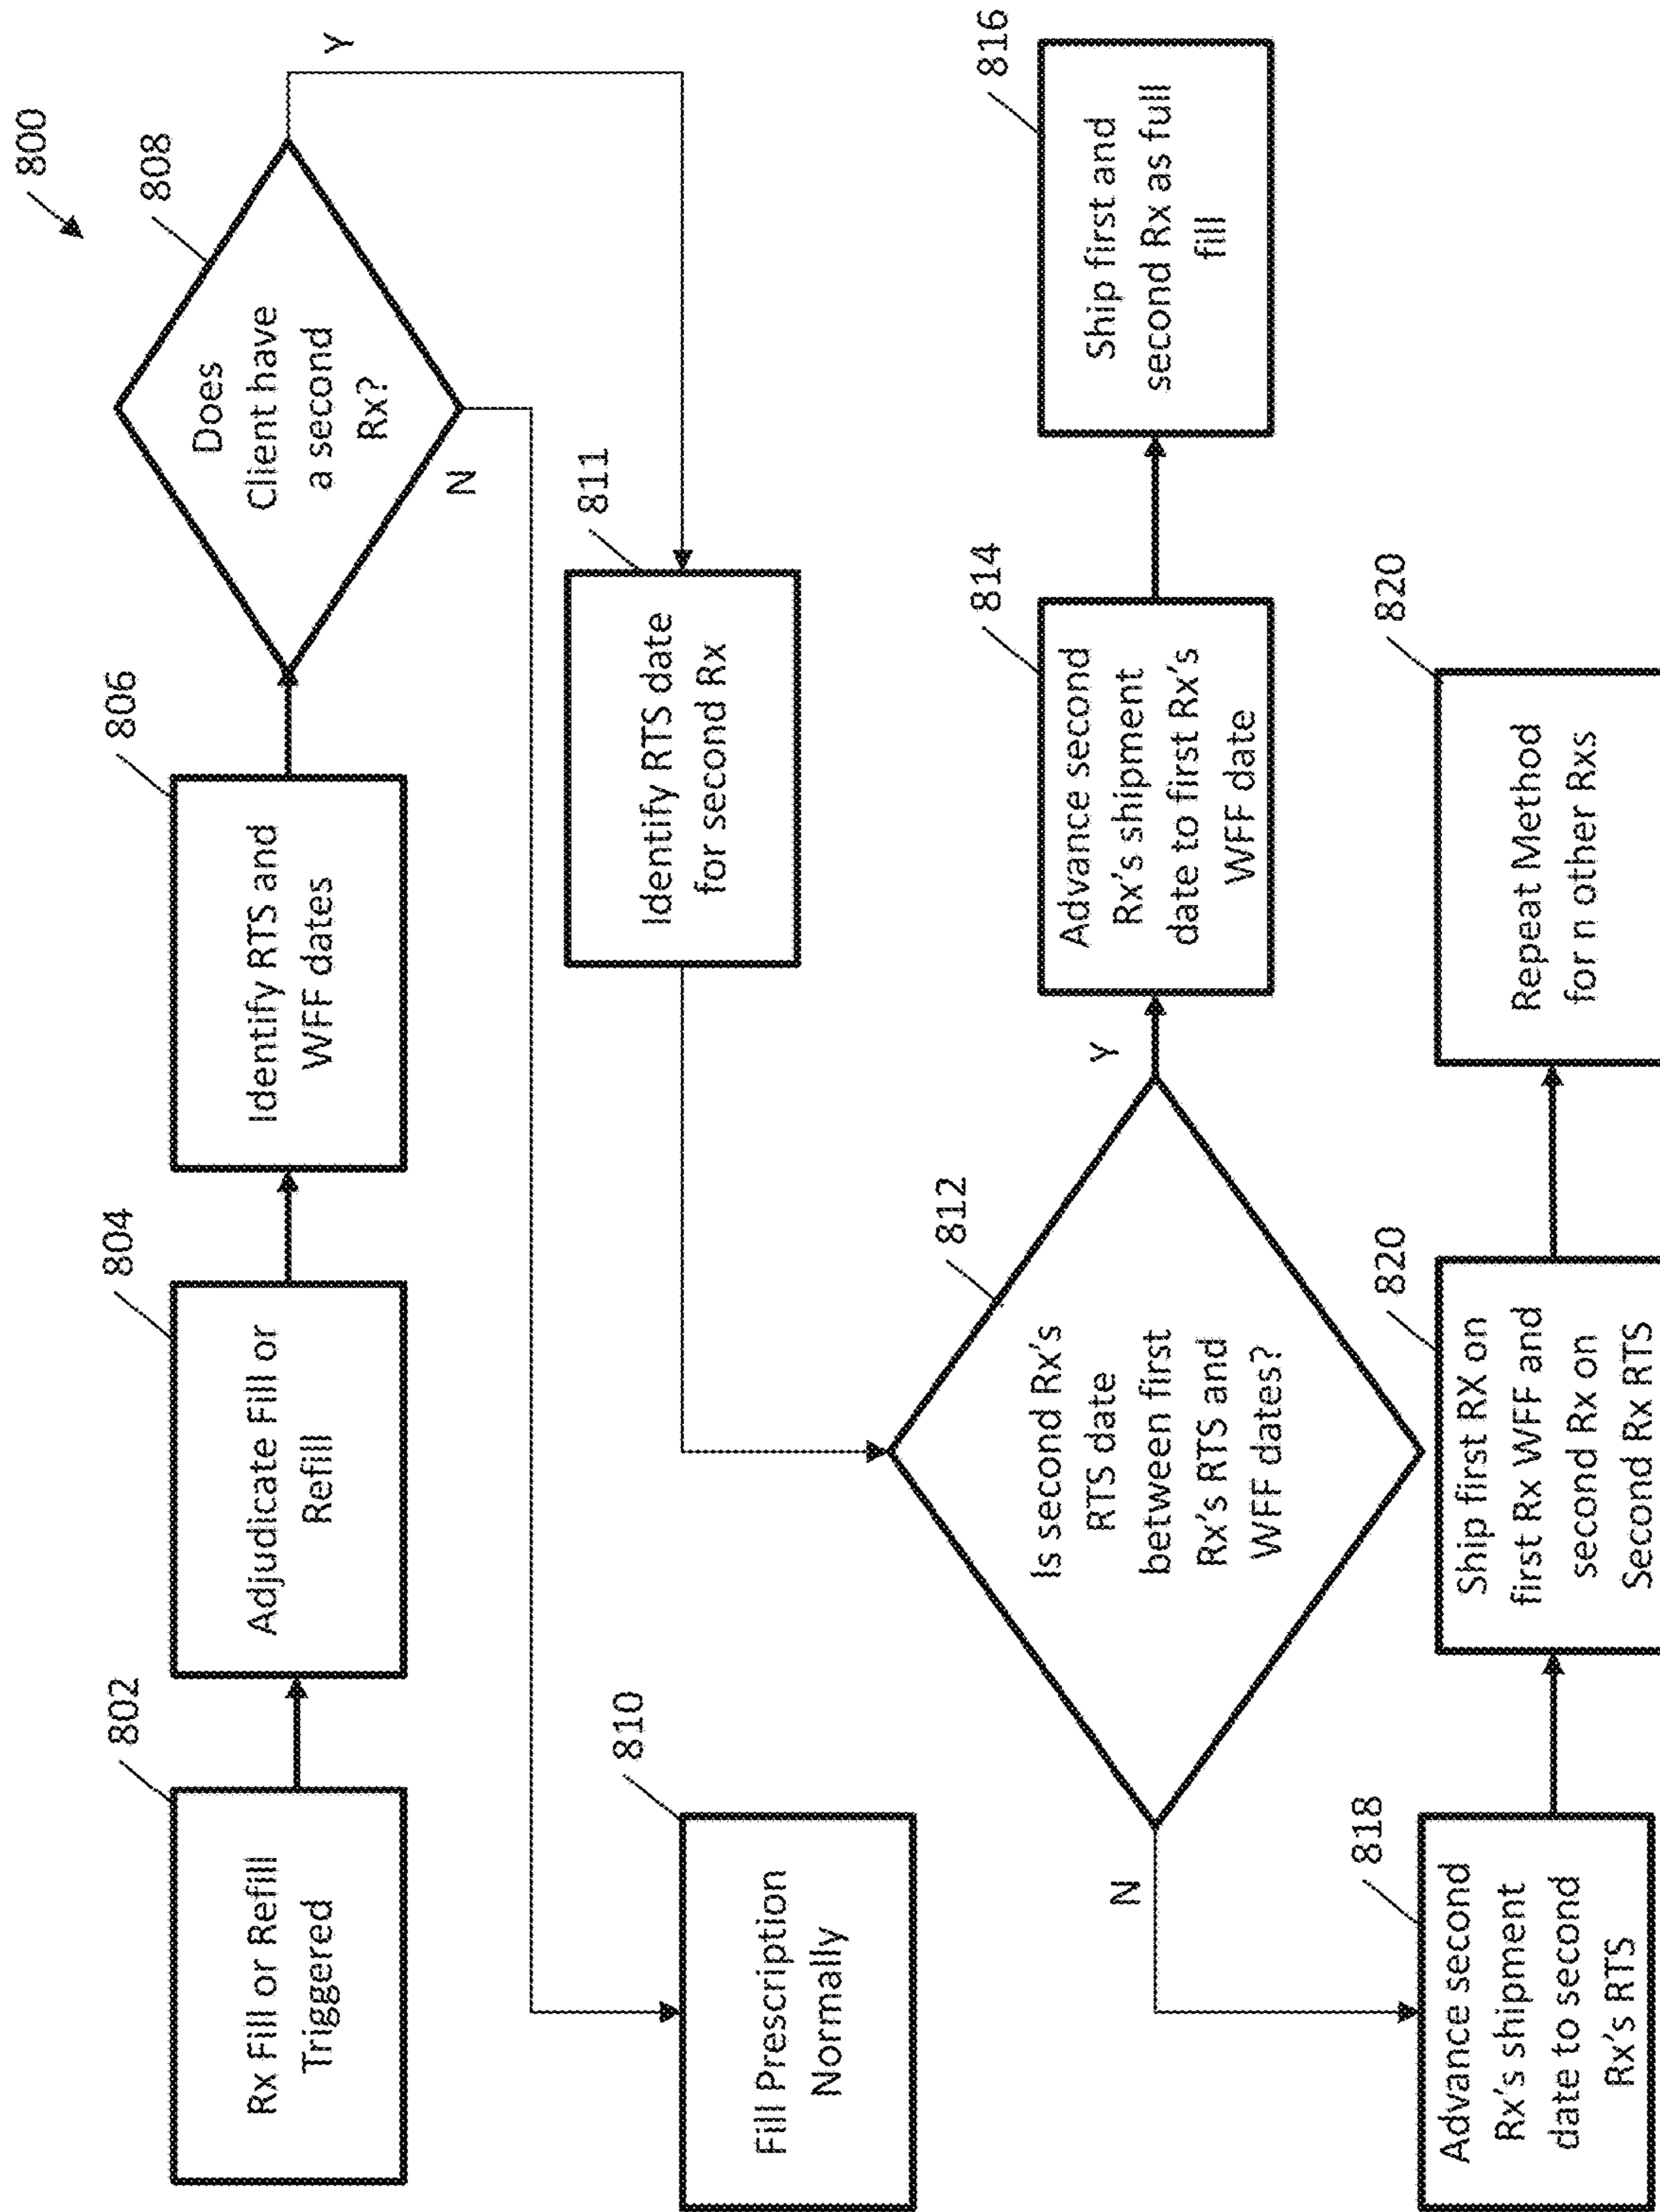 800
802
Rx Fill or Refill
Triggered
804
Adjudicate Fill or
Refill
806
Identify RTS and
WFF dates
808
Does
Client have
a second
Rx?
Y
N
810
Fill Prescription
Normally
811
Identify RTS date
for second Rx
812
Is second Rx's
RTS date
between first
Rx's RTS and
WFF dates?
Y
N
814
Advance second
Rx's shipment
date to first Rx's
WFF date
816
Ship first and
second Rx as full
fill
818
Advance second
Rx's shipment
date to second
Rx's RTS
820
Ship first RX on
first Rx WFF and
second Rx on
Second Rx RTS
820
Repeat Method
for n other Rxs